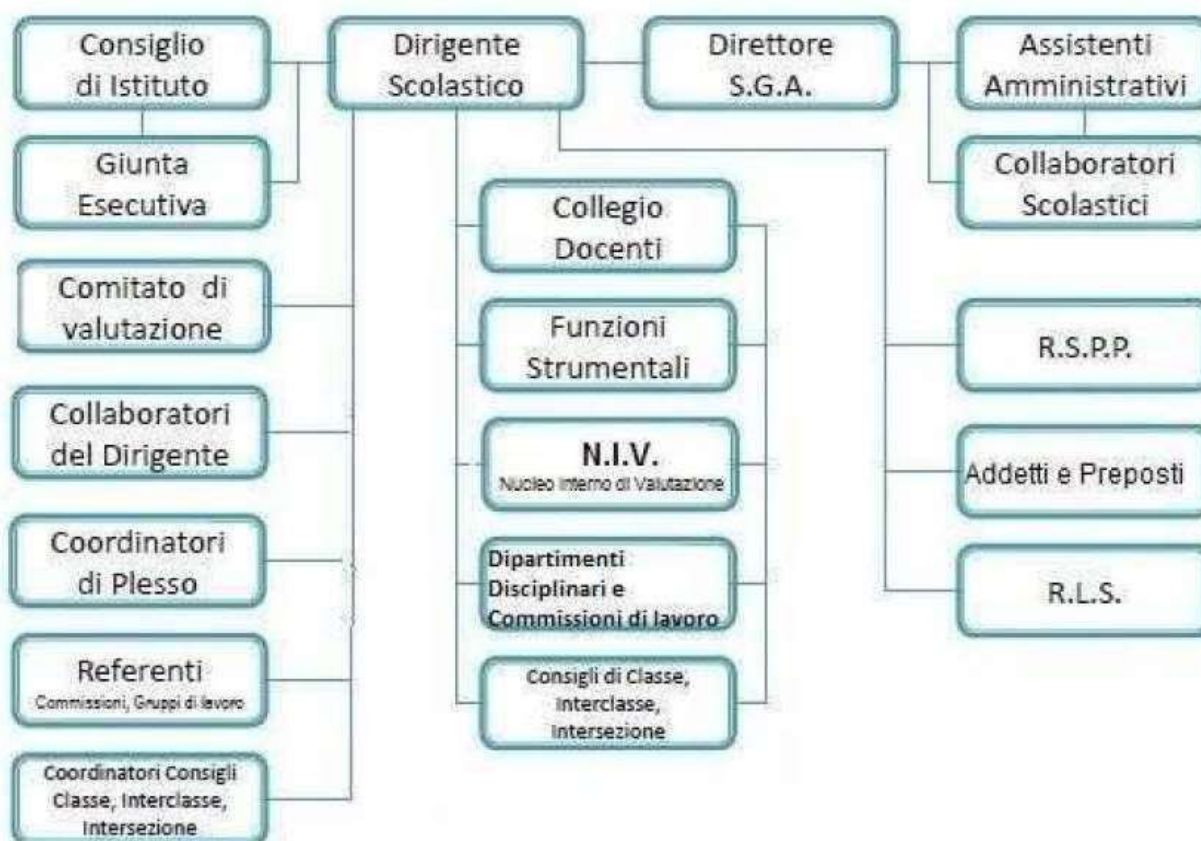 Consiglio
di Istituto
Dirigente
Scolastico
Direttore
S.G.A.
Assistenti
Amministrativi
Giunta
Esecutiva
Collaboratori
Scolastici
Collegio
Docenti
Comitato di
valutazione
Funzioni
Strumentali
R.S.P.P.
Collaboratori
del Dirigente
N.I.V.
Nucleo Interno di Valutazione
Addetti e Preposti
Coordinatori
di Plesso
Dipartimenti
Disciplinari e
Commissioni di lavoro
R.L.S.
Referenti
Commissioni, Gruppi di lavoro
Consigli di Classe,
Interclasse,
Intersezione
Coordinatori Consigli
Classe, Interclasse,
Intersezione